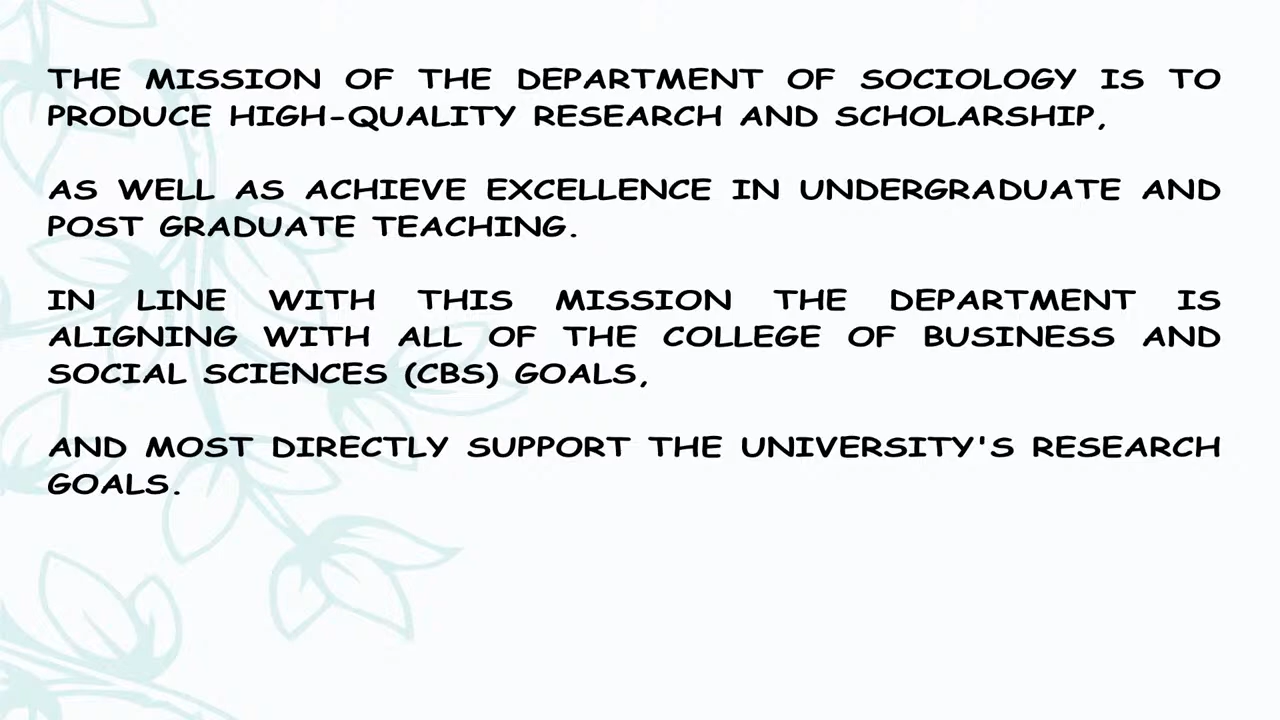 THE MISSION OF THE DEPARTMENT OF SOCIOLOGY IS TO
PRODUCE HIGH-QUALITY RESEARCH AND SCHOLARSHIP,
AS WELL AS ACHIEVE EXCELLENCE IN UNDERGRADUATE AND
POST GRADUATE TEACHING.
IN LINE WITH THIS MISSION THE DEPARTMENT IS
ALIGNING WITH ALL OF THE COLLEGE OF BUSINESS AND
SOCIAL SCIENCES (CBS) GOALS,
AND MOST DIRECTLY SUPPORT THE UNIVERSITY'S RESEARCH
GOALS.